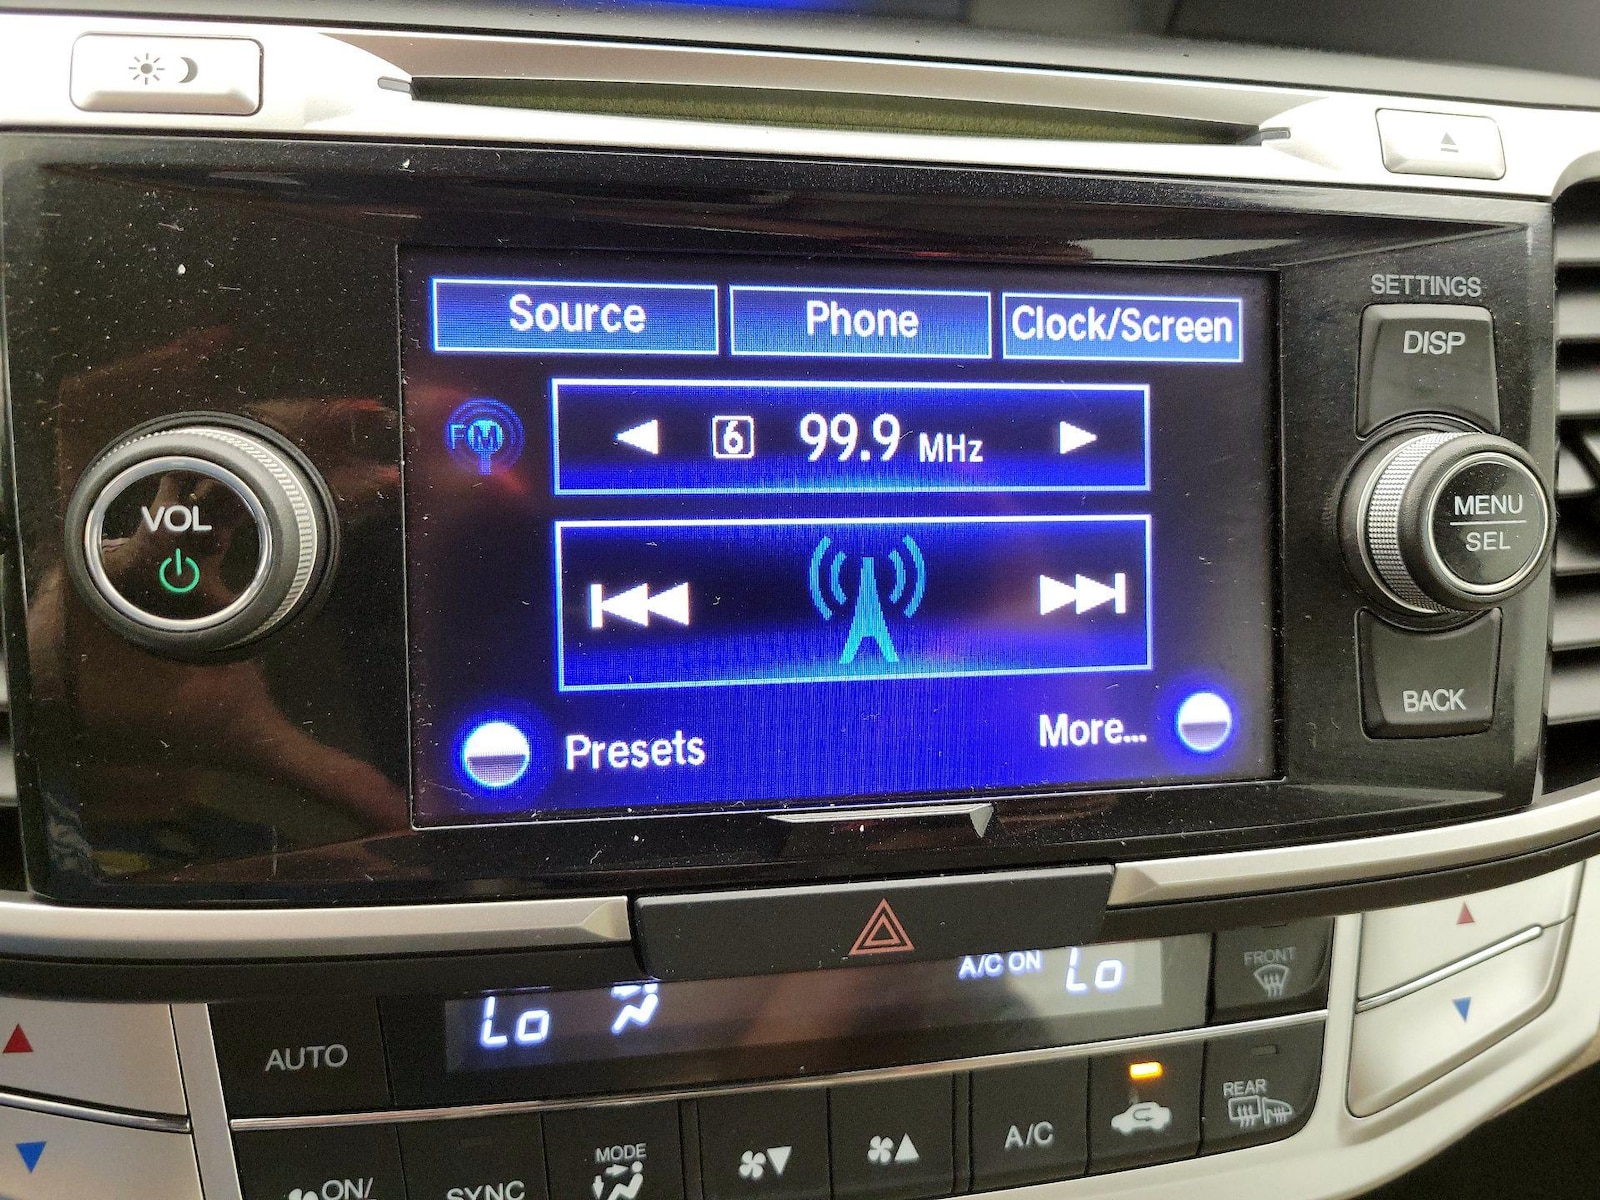 SETTINGS
Source Phone Clock/Screen
DISP
FM
6 99.9 MHz
VOL
MENU
SEL
BACK
Presets More...
A/C ON
Lo Lo
FRONT
AUTO
REAR
MODE
A/C
ON/
SYNC